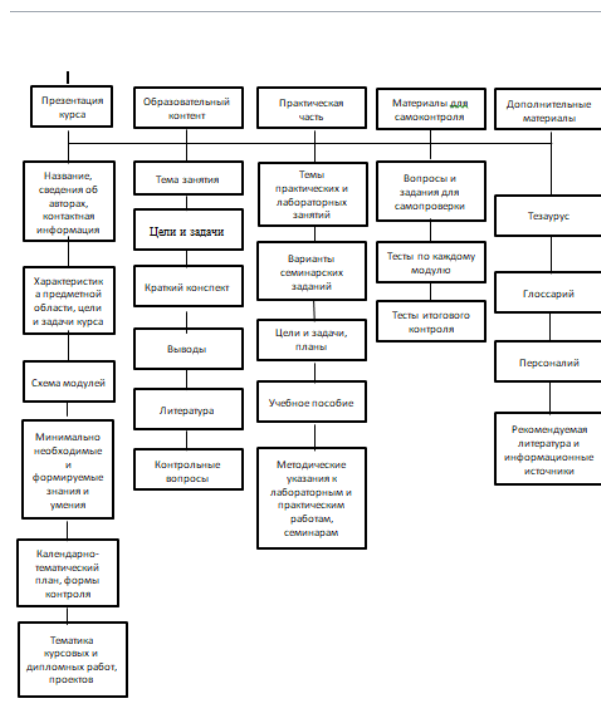 Презентация
курса
Образовательный
контент
Практическая
часть
Материалы ддд
самоконтроля
Дополнительные
материалы
Название,
сведения об
авторах,
контактная
информация
Характеристик
а предметной
области, цели
и задачи курса
Схема модулей
Минимально
необходимые
и
формируемые
знания и
умения
Календарно-
тематический
план, формы
контроля
Тематика
курсовых и
дипломных работ,
проектов
Тема занятия
Цели и задачи
Краткий конспект
Выводы
Литература
Контрольные
вопросы
Темы
практических и
лабораторных
занятий
Варианты
семинарских
заданий
Цели и задачи,
планы
Учебное пособие
Методические
указания к
лабораторным и
практическим
работам,
семинарам
Вопросы и
задания для
самопроверки
Тесты по каждому
модулю
Тесты итогового
контроля
Тезаурус
Глоссарий
Персоналий
Рекомендуемая
литература и
информационные
источники